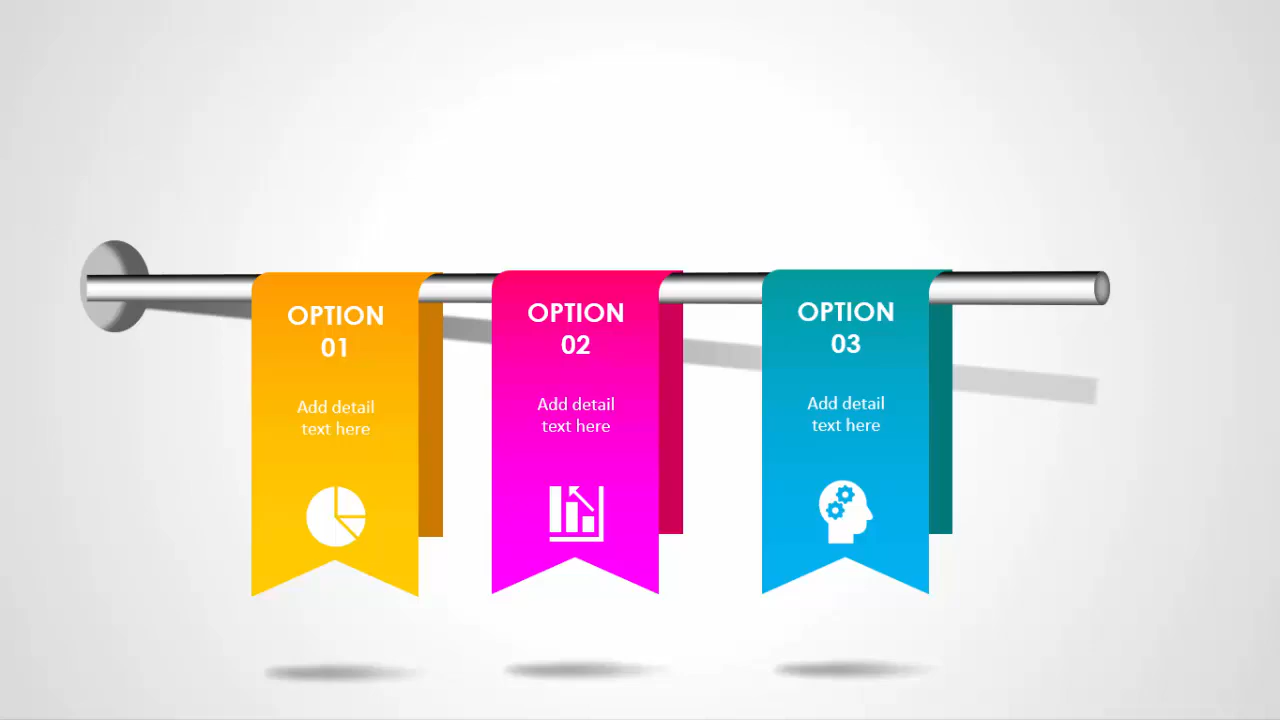 OPTION
01
Add detail
text here
OPTION
02
Add detail
text here
OPTION
03
Add detail
text here